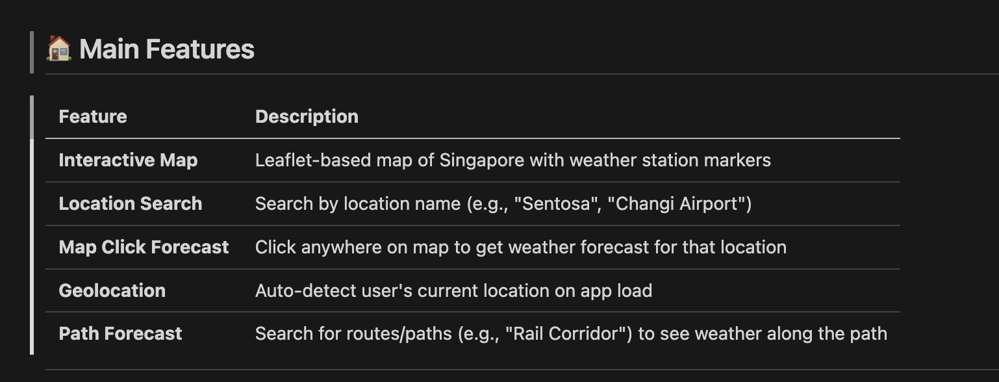 🏠 Main Features
Feature Description
Interactive Map Leaflet-based map of Singapore with weather station markers
Location Search Search by location name (e.g., "Sentosa", "Changi Airport")
Map Click Forecast Click anywhere on map to get weather forecast for that location
Geolocation Auto-detect user's current location on app load
Path Forecast Search for routes/paths (e.g., "Rail Corridor") to see weather along the path